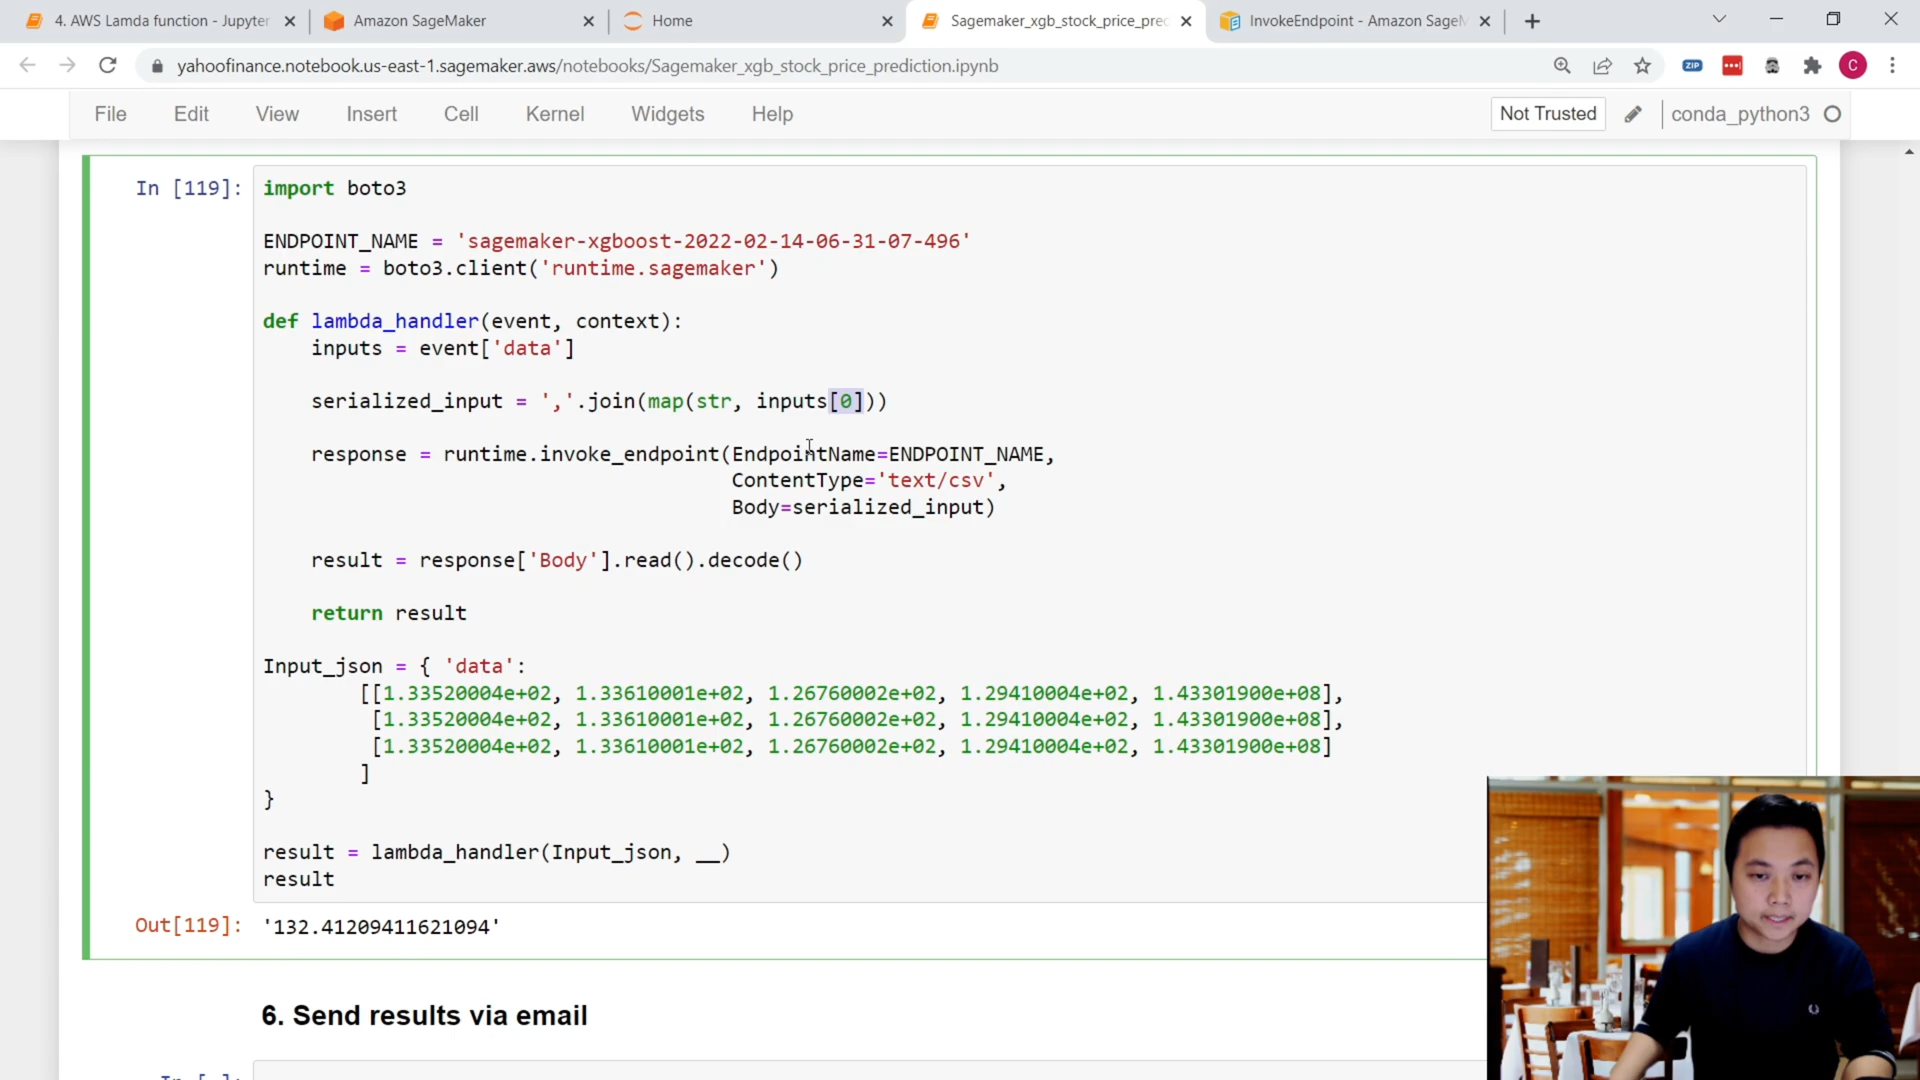 4. AWS Lamda function - Jupyter
Amazon SageMaker
Home
Sagemaker_xgb_stock_price_prec
InvokeEndpoint - Amazon SageM
yahoofinance.notebook.us-east-1.sagemaker.aws/notebooks/Sagemaker_xgb_stock_price_prediction.ipynb
ZIP
C
File Edit View Insert Cell Kernel Widgets Help
Not Trusted
conda_python3
In [119]:
import boto3
ENDPOINT_NAME = 'sagemaker-xgboost-2022-02-14-06-31-07-496'
runtime = boto3.client('runtime.sagemaker')
def lambda_handler(event, context):
inputs = event['data']
serialized_input = ','.join(map(str, inputs[0]))
response = runtime.invoke_endpoint(EndpointName=ENDPOINT_NAME,
ContentType='text/csv',
Body=serialized_input)
result = response['Body'].read().decode()
return result
Input_json = { 'data':
[[1.33520004e+02, 1.33610001e+02, 1.26760002e+02, 1.29410004e+02, 1.43301900e+08],
[1.33520004e+02, 1.33610001e+02, 1.26760002e+02, 1.29410004e+02, 1.43301900e+08],
[1.33520004e+02, 1.33610001e+02, 1.26760002e+02, 1.29410004e+02, 1.43301900e+08]
]
}
result = lambda_handler(Input_json, __)
result
Out[119]: '132.41209411621094'
6. Send results via email